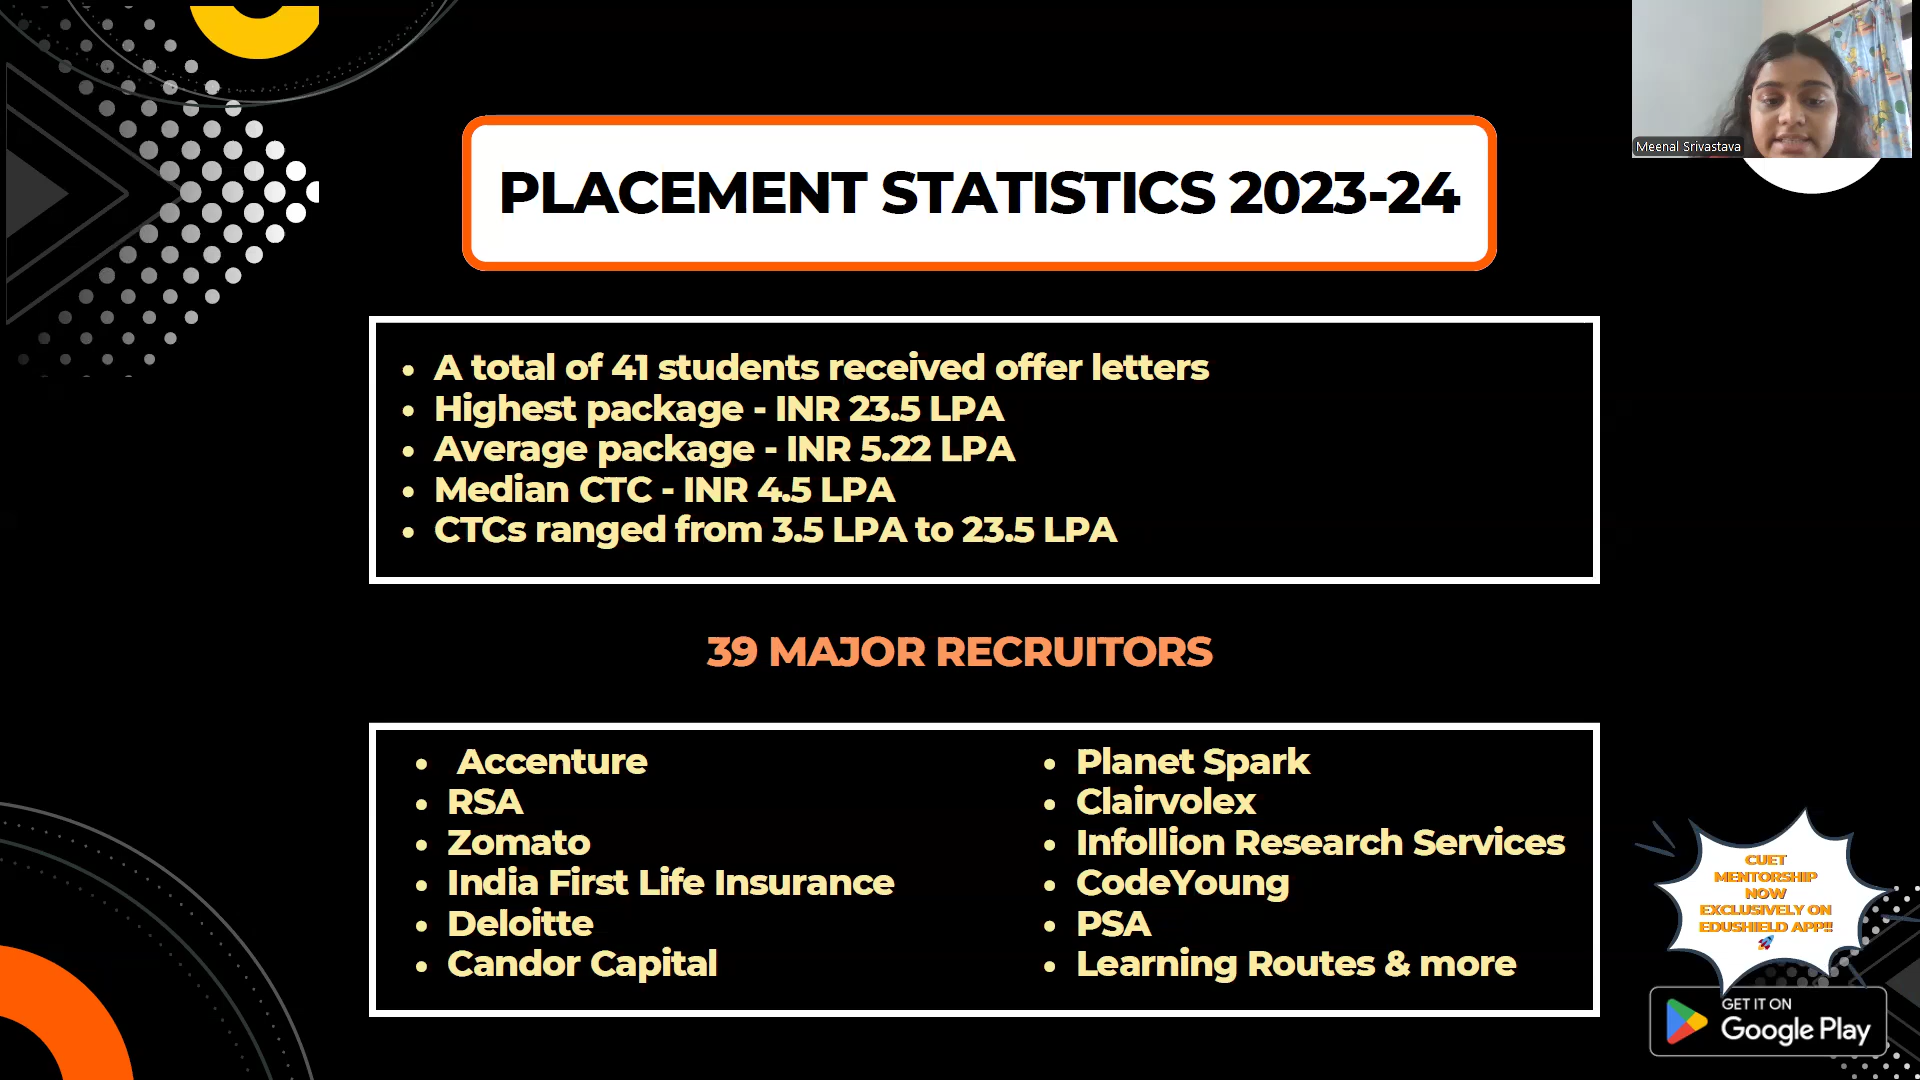 Meenal Srivastava
PLACEMENT STATISTICS 2023-24
• A total of 41 students received offer letters
• Highest package - INR 23.5 LPA
• Average package - INR 5.22 LPA
• Median CTC - INR 4.5 LPA
• CTCs ranged from 3.5 LPA to 23.5 LPA
39 MAJOR RECRUITORS
• Accenture
• RSA
• Zomato
• India First Life Insurance
• Deloitte
• Candor Capital
• Planet Spark
• Clairvolex
• Infollion Research Services
• CodeYoung
• PSA
• Learning Routes & more
CUET
MENTORSHIP
NOW
EXCLUSIVELY ON
EDUSHIELD APP!!
🚀
GET IT ON
Google Play